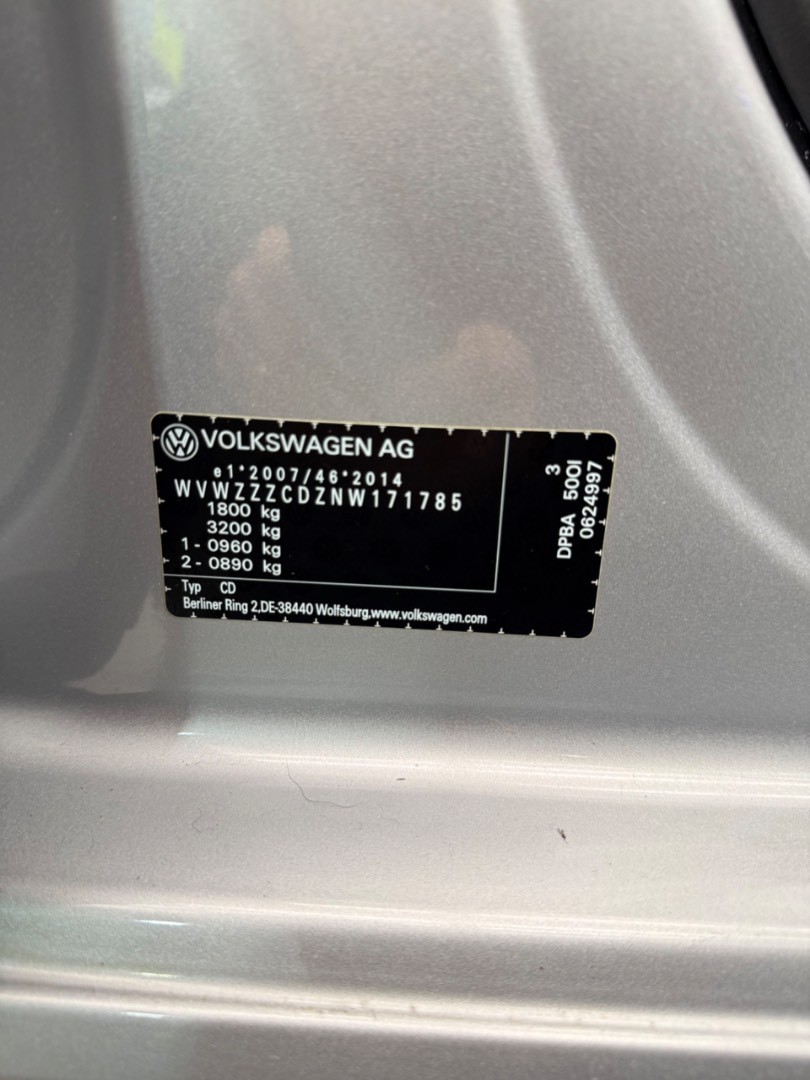 VOLKSWAGEN AG
e1*2007/46*2014
WVWZZZCDZNW171785
1800 kg
3200 kg
1- 0960 kg
2- 0890 kg
Typ CD
Berliner Ring 2,DE-38440 Wolfsburg,www.volkswagen.com
3
DPBA 500I
0624997